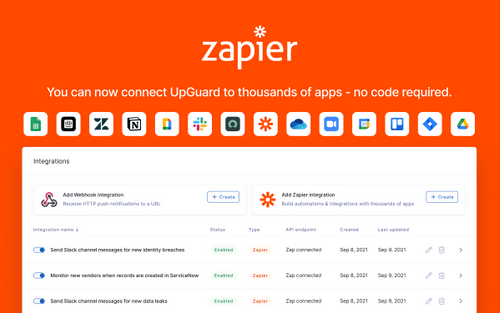 zapier
You can now connect UpGuard to thousands of apps - no code required.
Integrations
Add Webhook integration
Receive HTTP push notifications to a URL
+ Create
Add Zapier integration
Build automations & integrations with thousands of apps
+ Create
Integration name ↓ Status Type API endpoint Created Last updated
Send Slack channel messages for new identity breaches Enabled Zapier Zap connected Sep 8, 2021 Sep 9, 2021
Monitor new vendors when records are created in ServiceNow Enabled Zapier Zap connected Sep 8, 2021 Sep 9, 2021
Send Slack channel messages for new data leaks Enabled Zapier Zap connected Sep 8, 2021 Sep 9, 2021